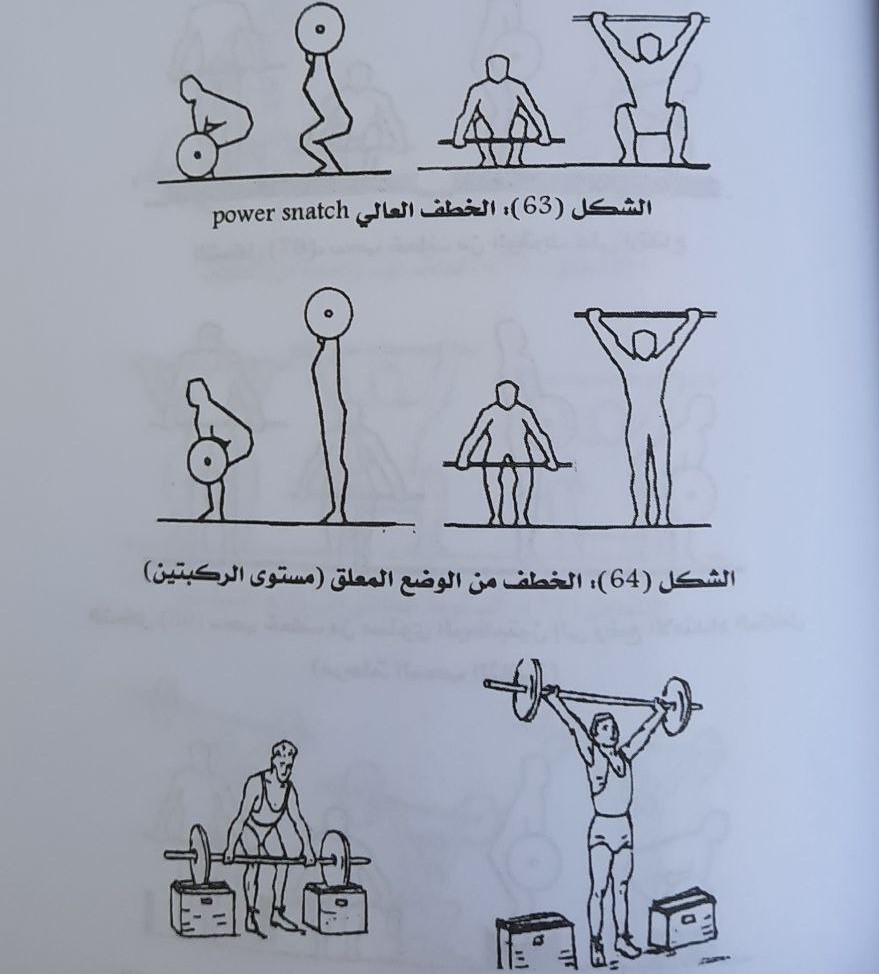 الشكل (63): الخطف العالي power snatch
الشكل (64): الخطف من الوضع المعلق (مستوى الركبتين)